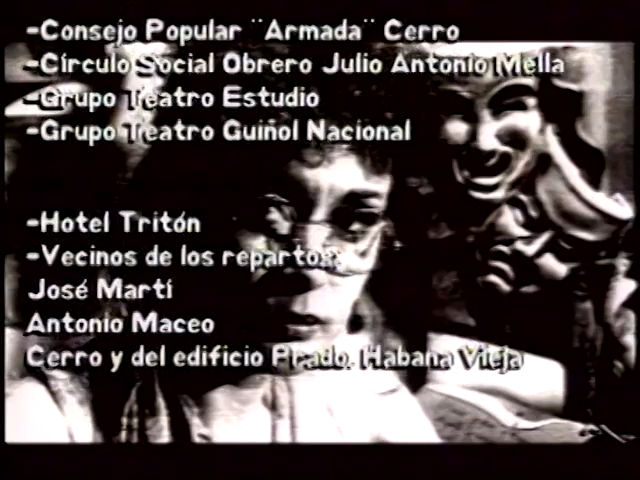 -Consejo Popular ¨Armada¨ Cerro
-Círculo Social Obrero Julio Antonio Mella
-Grupo Teatro Estudio
-Grupo Teatro Guiñol Nacional
-Hotel Tritón
-Vecinos de los repartos:
José Martí
Antonio Maceo
Cerro y del edificio Prado. Habana Vieja